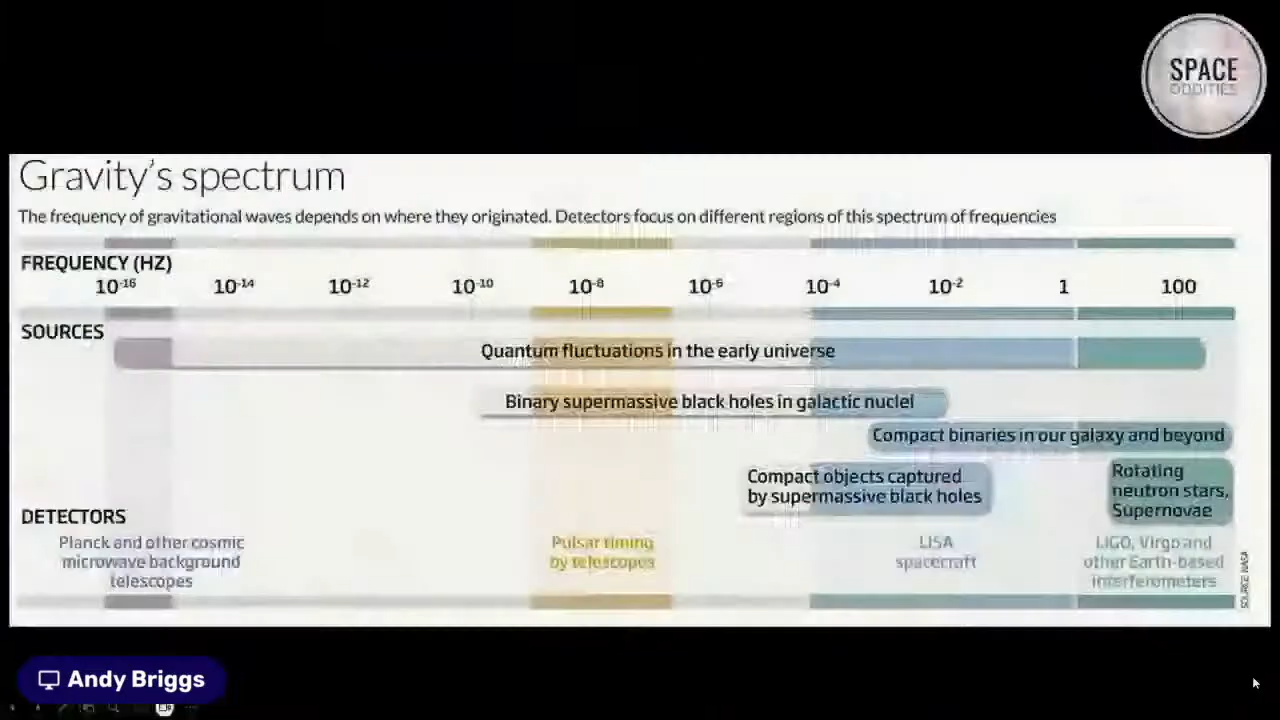 SPACE
ODDITIES
Gravity's spectrum
The frequency of gravitational waves depends on where they originated. Detectors focus on different regions of this spectrum of frequencies
FREQUENCY (HZ)
10⁻¹⁶ 10⁻¹⁴ 10⁻¹² 10⁻¹⁰ 10⁻⁸ 10⁻⁶ 10⁻⁴ 10⁻² 1 100
SOURCES
Quantum fluctuations in the early universe
Binary supermassive black holes in galactic nuclei
Compact binaries in our galaxy and beyond
Compact objects captured
by supermassive black holes
Rotating
neutron stars,
Supernovae
DETECTORS
Planck and other cosmic
microwave background
telescopes
Pulsar timing
by telescopes
LISA
spacecraft
LIGO, Virgo and
other Earth-based
interferometers
SOURCE: NASA
Andy Briggs